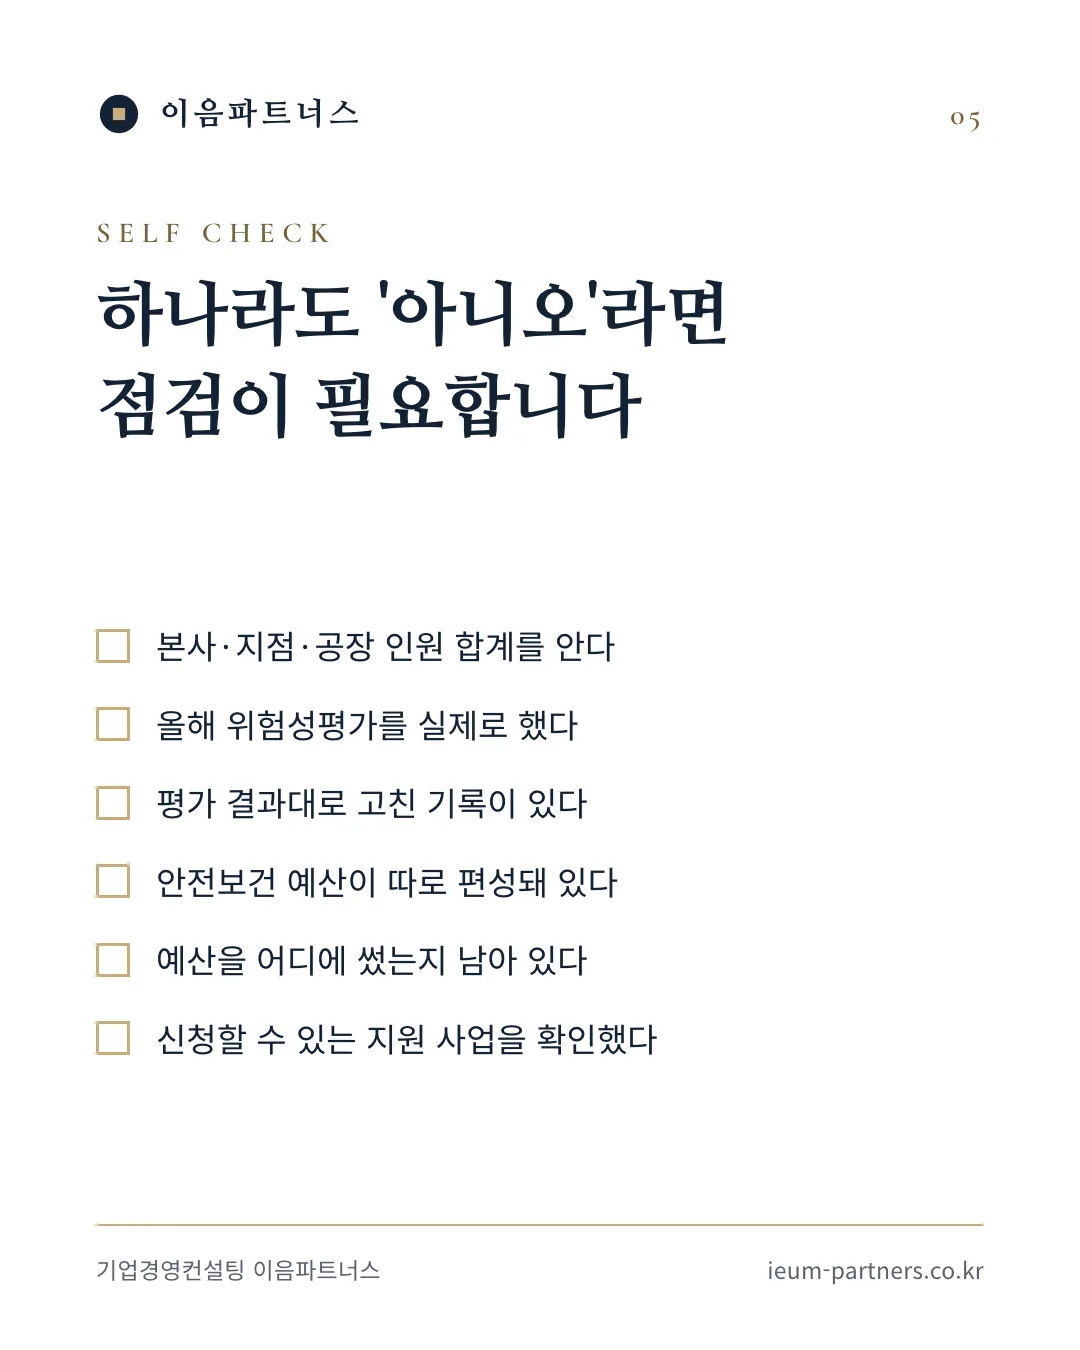 이음파트너스
05
SELF CHECK
하나라도 '아니오'라면
점검이 필요합니다
본사·지점·공장 인원 합계를 안다
올해 위험성평가를 실제로 했다
평가 결과대로 고친 기록이 있다
안전보건 예산이 따로 편성돼 있다
예산을 어디에 썼는지 남아 있다
신청할 수 있는 지원 사업을 확인했다
기업경영컨설팅 이음파트너스
ieum-partners.co.kr